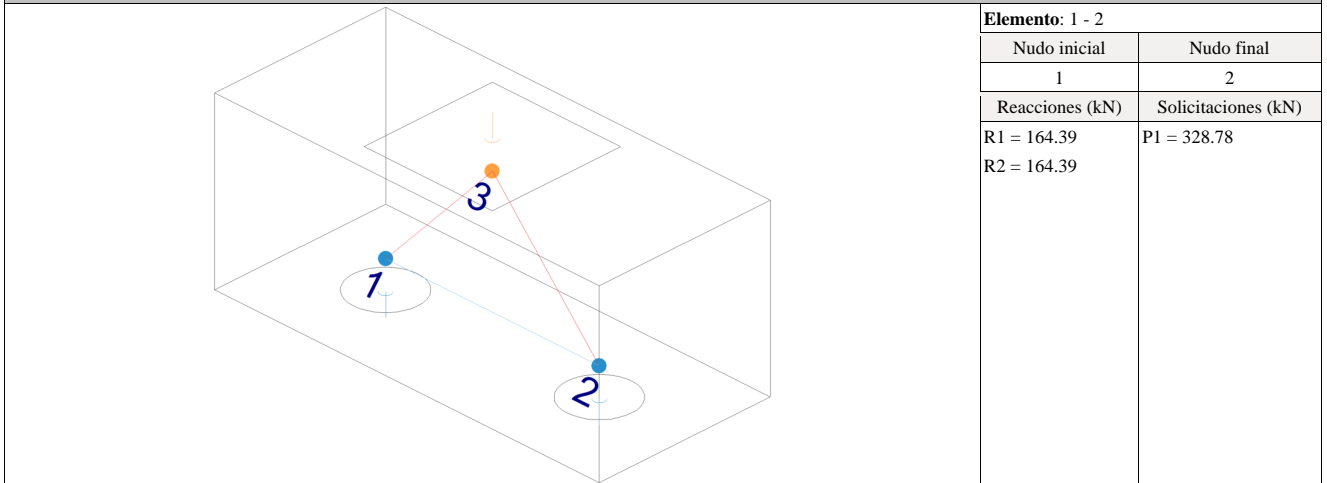 Elemento: 1 - 2
Nudo inicial Nudo final
1 2
Reacciones (kN) Solicitaciones (kN)
R1 = 164.39 P1 = 328.78
R2 = 164.39
3
1
2